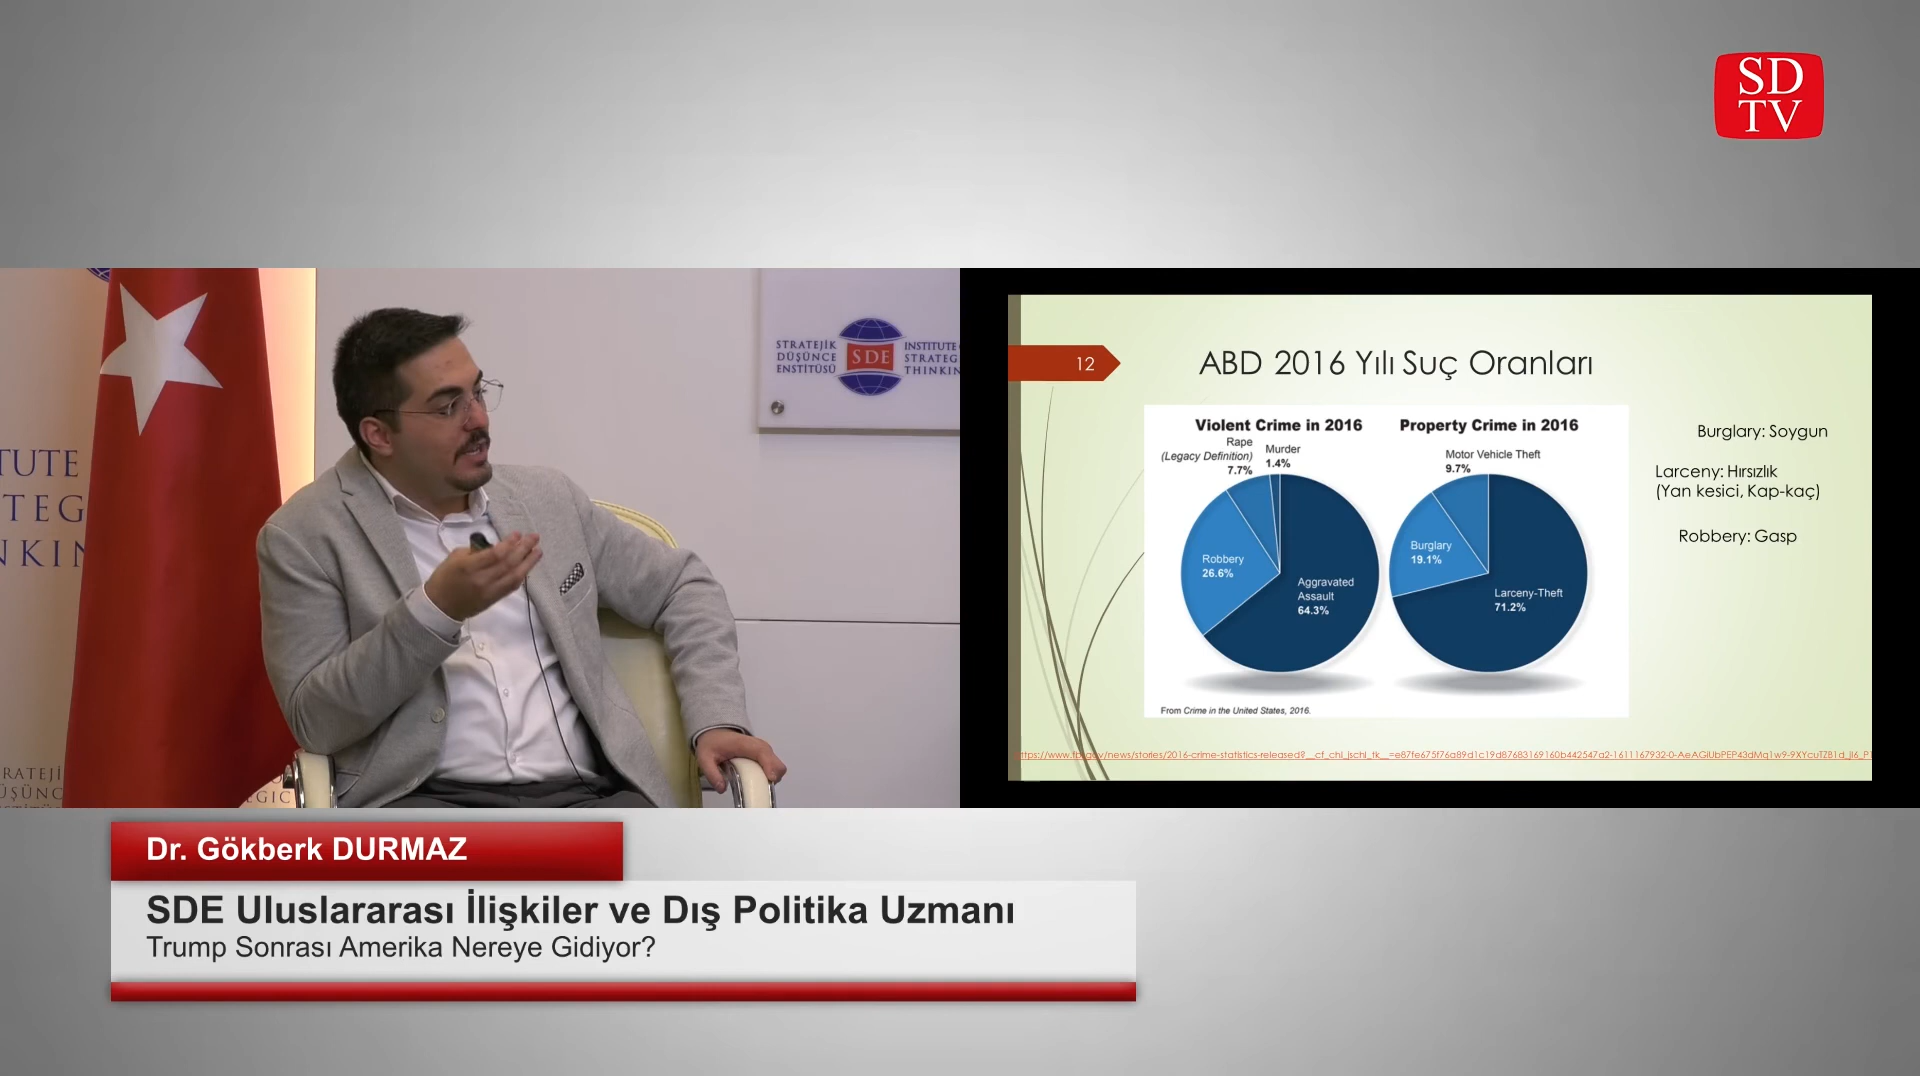 SD
TV
STRATEJİK
DÜŞÜNCE
ENSTİTÜSÜ
SDE
INSTITUTE
STRATEG
THINKIN
TUTE
TEG
NKIN
RATEJİ
ÜŞÜNC
EGIC
12
ABD 2016 Yılı Suç Oranları
Violent Crime in 2016
Rape
(Legacy Definition)
7.7%
Murder
1.4%
Robbery
26.6%
Aggravated
Assault
64.3%
Property Crime in 2016
Motor Vehicle Theft
9.7%
Burglary
19.1%
Larceny-Theft
71.2%
From Crime in the United States, 2016.
Burglary: Soygun
Larceny: Hırsızlık
(Yan kesici, Kap-kaç)
Robbery: Gasp
Dr. Gökberk DURMAZ
SDE Uluslararası İlişkiler ve Dış Politika Uzmanı
Trump Sonrası Amerika Nereye Gidiyor?